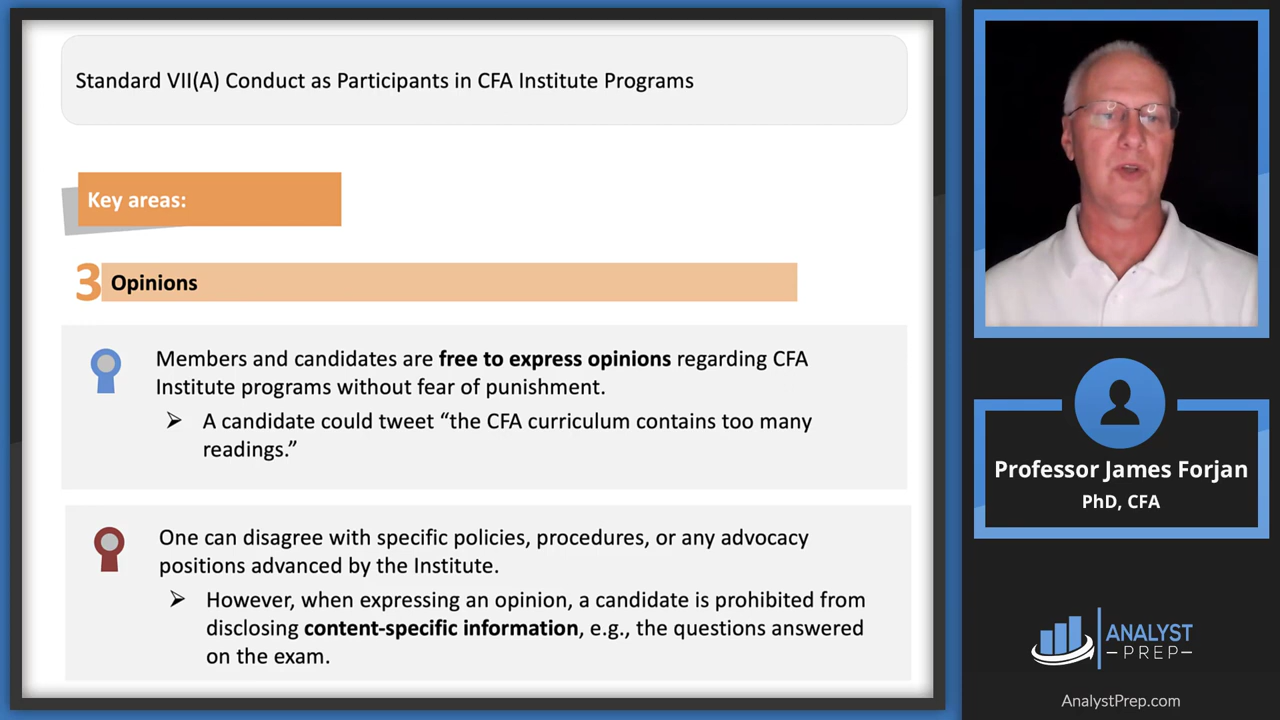 Standard VII(A) Conduct as Participants in CFA Institute Programs
Key areas:
3 Opinions
Members and candidates are free to express opinions regarding CFA
Institute programs without fear of punishment.
A candidate could tweet “the CFA curriculum contains too many
readings.”
One can disagree with specific policies, procedures, or any advocacy
positions advanced by the Institute.
However, when expressing an opinion, a candidate is prohibited from
disclosing content-specific information, e.g., the questions answered
on the exam.
Professor James Forjan
PhD, CFA
ANALYST
PREP
AnalystPrep.com